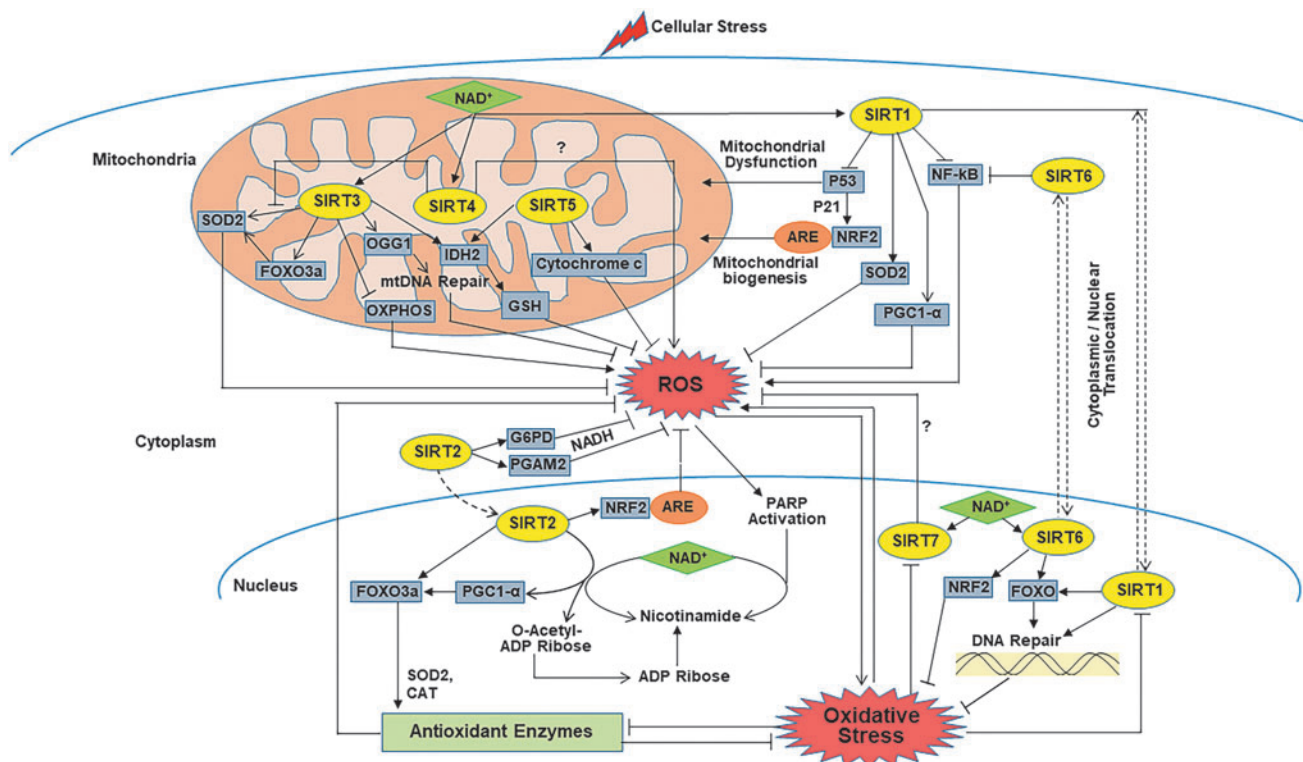 Cellular Stress
NAD⁺
SIRT1
Mitochondria
?
Mitochondrial
Dysfunction
P53
NF-kB
SIRT6
SIRT3
SIRT4
SIRT5
P21
SOD2
OGG1
IDH2
ARE
NRF2
FOXO3a
Cytochrome c
Mitochondrial
biogenesis
SOD2
mtDNA Repair
OXPHOS
GSH
PGC1-α
Cytoplasmic / Nuclear
Translocation
ROS
Cytoplasm
?
SIRT2
G6PD
NADH
PGAM2
SIRT2
NRF2
ARE
PARP
Activation
NAD⁺
SIRT7
SIRT6
NAD⁺
Nucleus
FOXO3a
PGC1-α
NRF2
FOXO
SIRT1
Nicotinamide
O-Acetyl-
ADP Ribose
DNA Repair
ADP Ribose
SOD2,
CAT
Antioxidant Enzymes
Oxidative
Stress